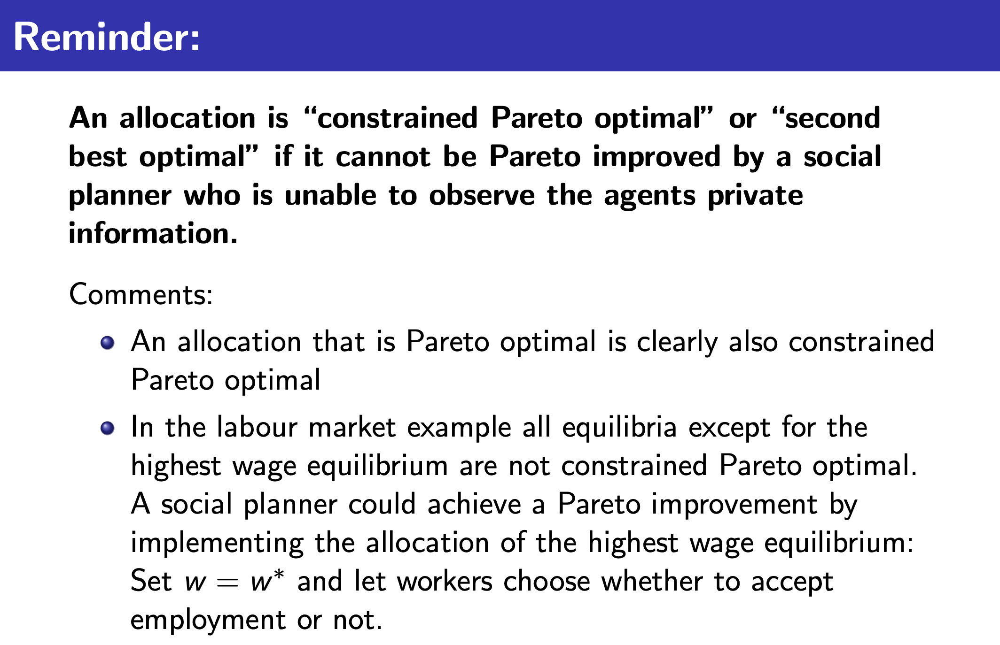 Reminder:
An allocation is “constrained Pareto optimal” or “second
best optimal” if it cannot be Pareto improved by a social
planner who is unable to observe the agents private
information.
Comments:
An allocation that is Pareto optimal is clearly also constrained
Pareto optimal
In the labour market example all equilibria except for the
highest wage equilibrium are not constrained Pareto optimal.
A social planner could achieve a Pareto improvement by
implementing the allocation of the highest wage equilibrium:
Set w = w* and let workers choose whether to accept
employment or not.